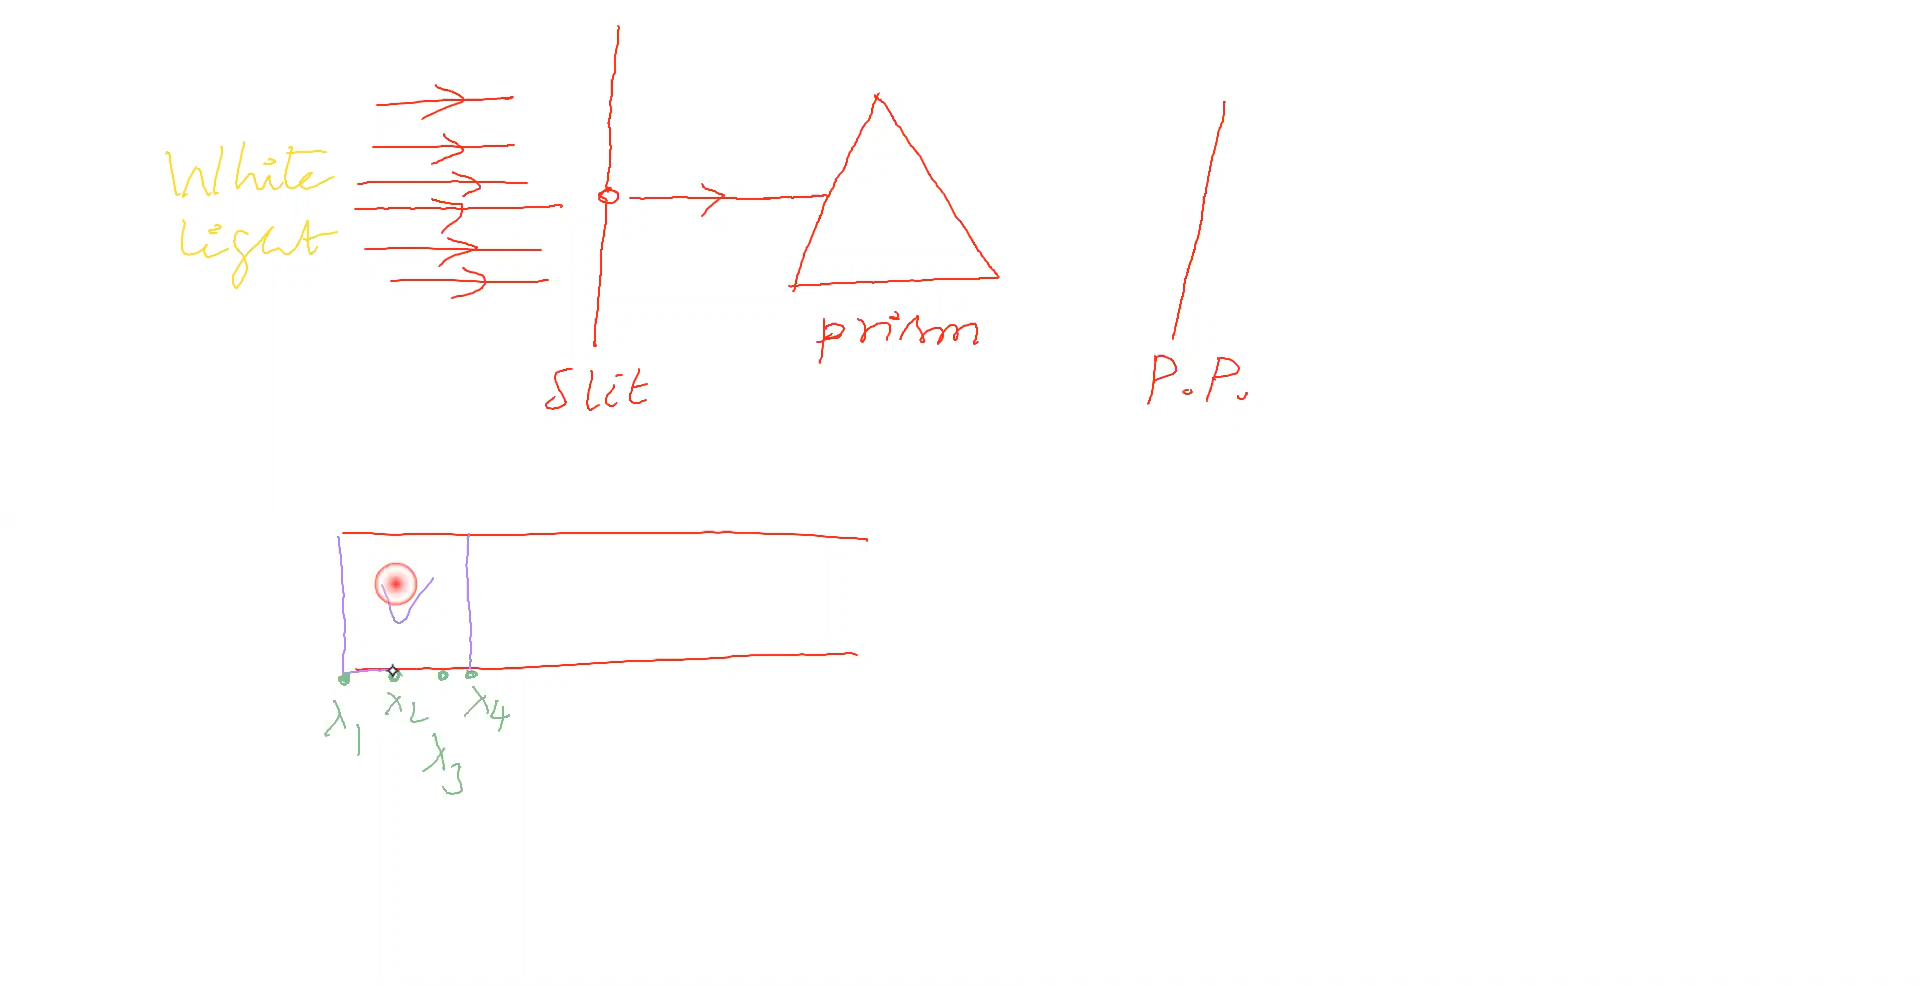 White
light
Slit
prism
P.P.
V
λ1 λ2 λ3 λ4